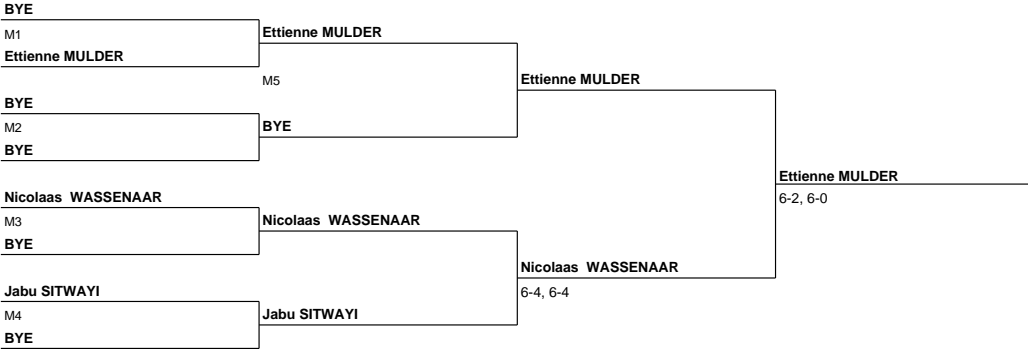 BYE
M1
Ettienne MULDER
Ettienne MULDER
M5
Ettienne MULDER
BYE
M2
BYE
BYE
Ettienne MULDER
6-2, 6-0
Nicolaas  WASSENAAR
M3
Nicolaas  WASSENAAR
BYE
Nicolaas  WASSENAAR
6-4, 6-4
Jabu SITWAYI
M4
Jabu SITWAYI
BYE